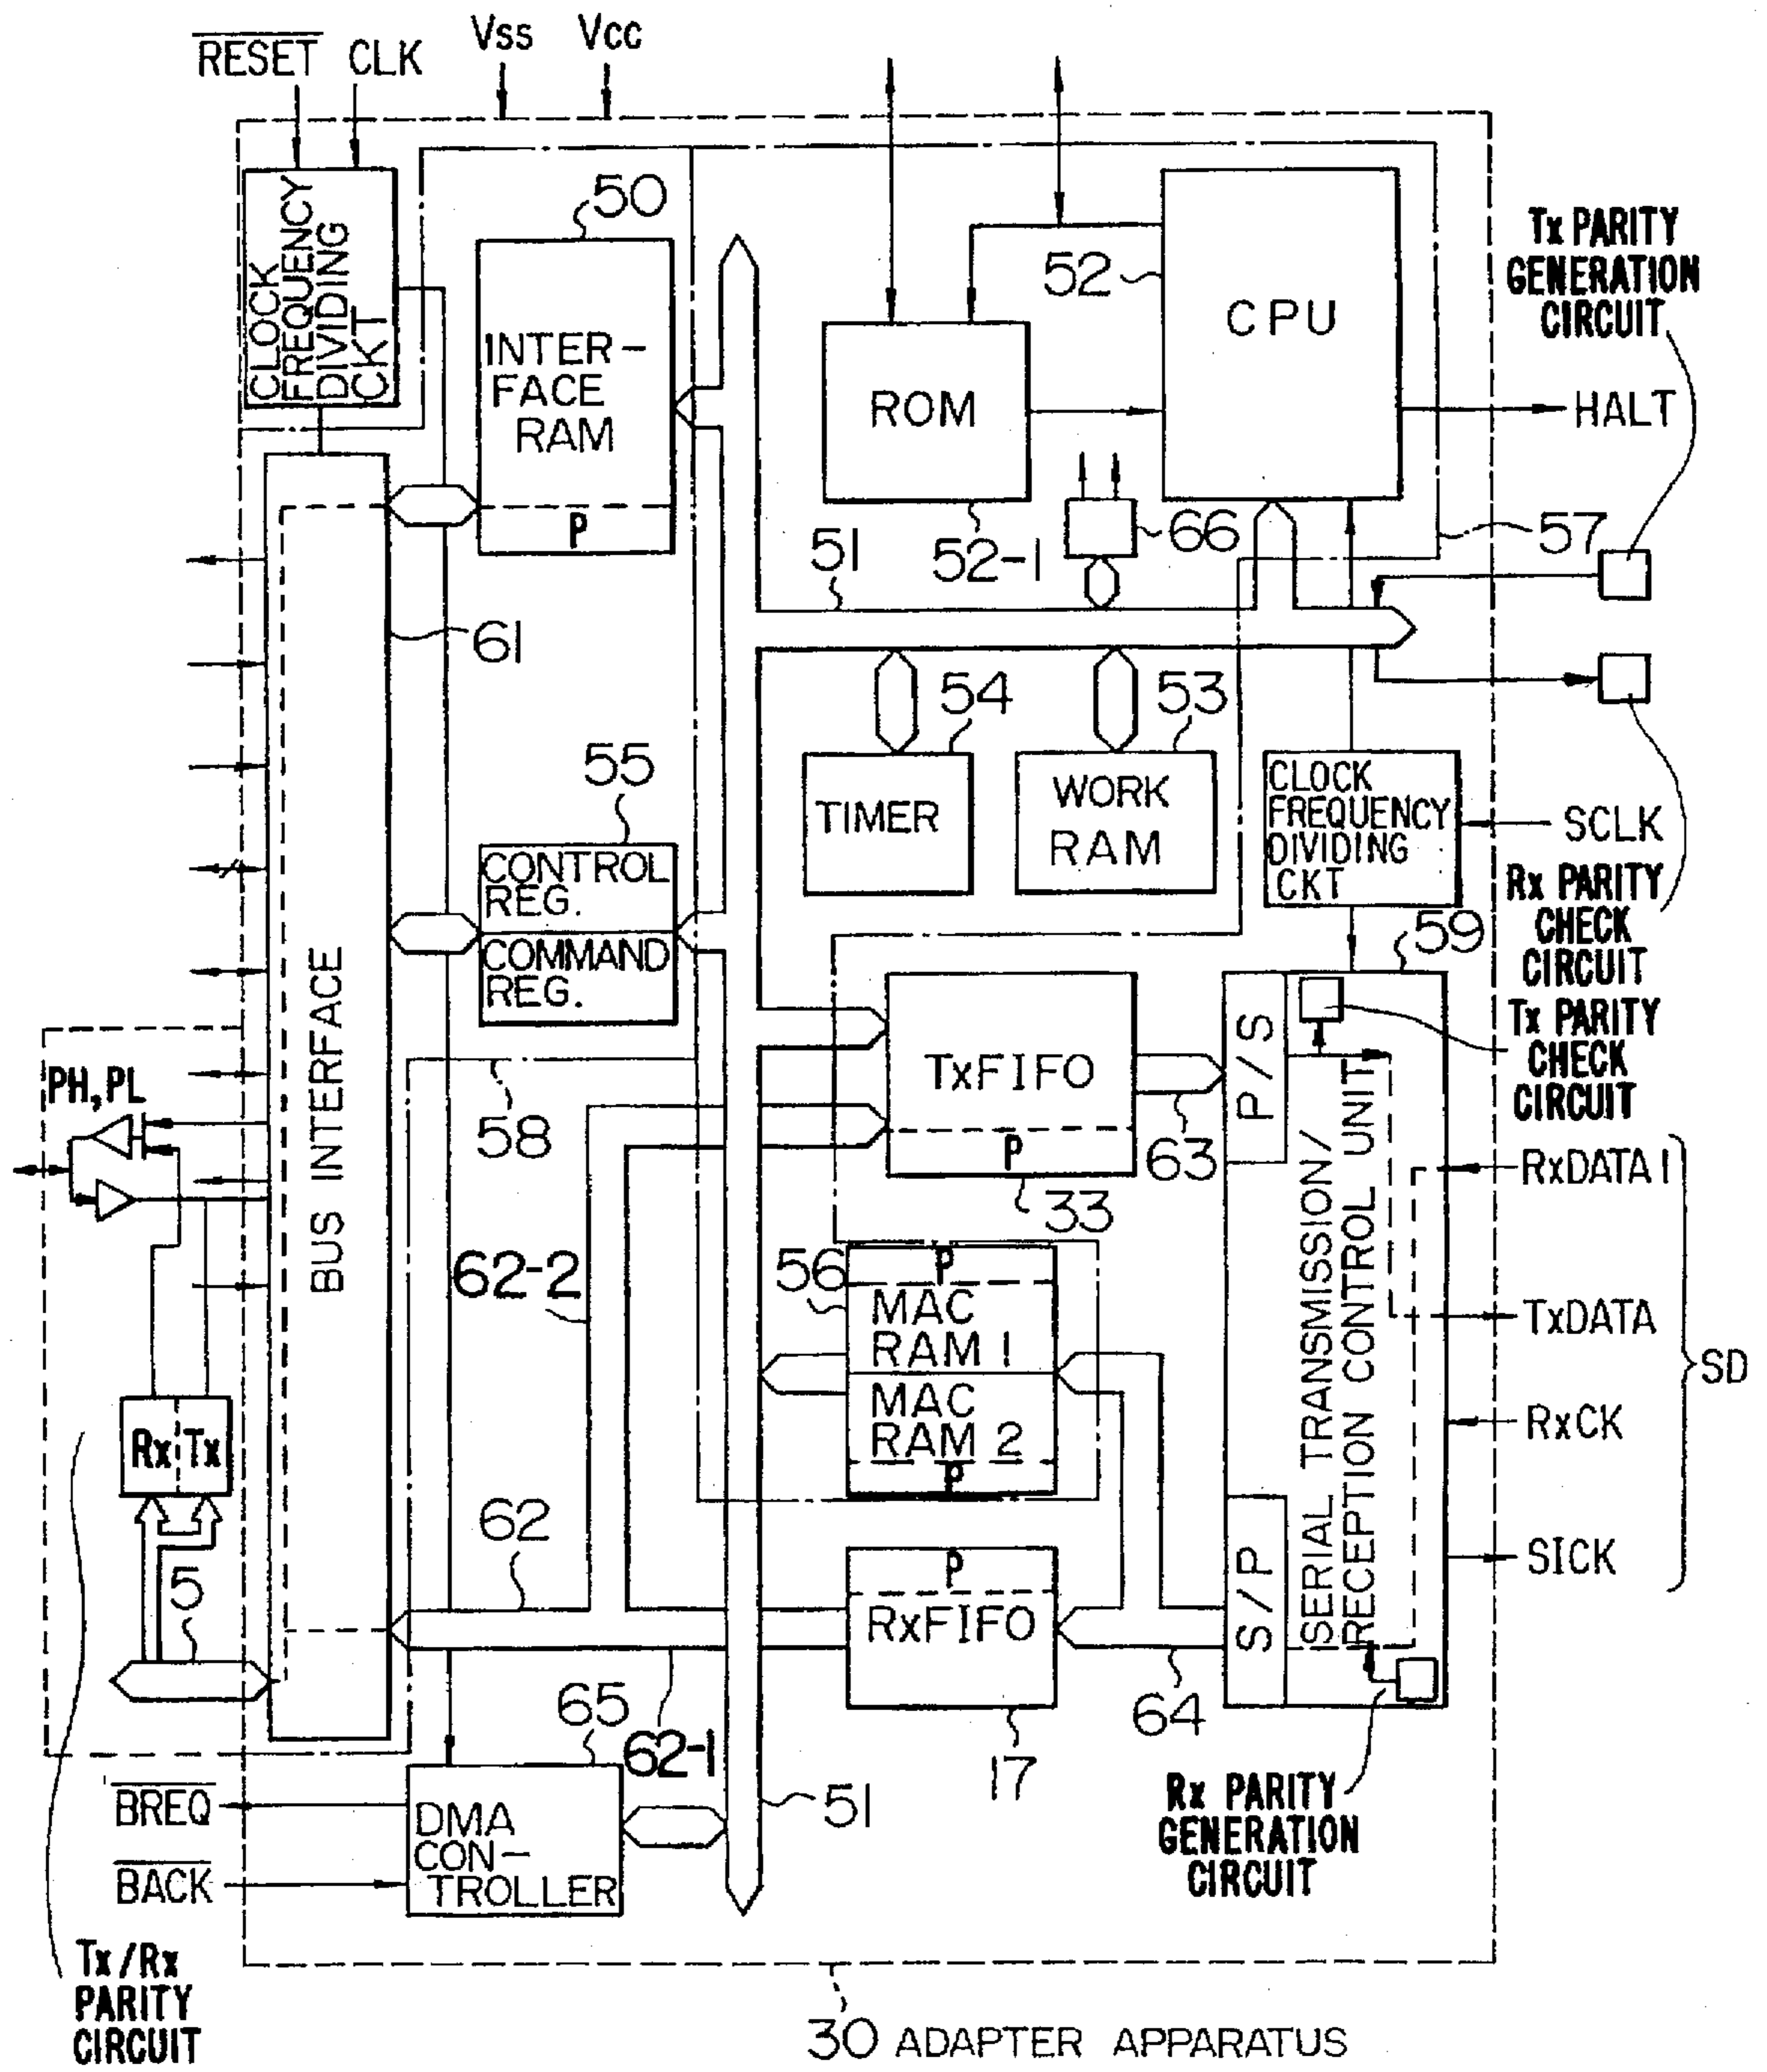 RESET CLK
Vss Vcc
CLOCK
FREQUENCY
DIVIDING
CKT
50
INTER-
FACE
RAM
P
52
CPU
ROM
52-1
66
HALT
57
Tx PARITY
GENERATION
CIRCUIT
51
61
54
53
TIMER
WORK
RAM
CLOCK
FREQUENCY
DIVIDING
CKT
SCLK
Rx PARITY
CHECK
CIRCUIT
55
CONTROL
REG.
COMMAND
REG.
59
Tx PARITY
CHECK
CIRCUIT
BUS INTERFACE
PH, PL
58
TxFIFO
P
33
63
P/S
SERIAL TRANSMISSION/
RECEPTION CONTROL UNIT
RxDATA1
TxDATA
RxCK
SICK
SD
62-2
56
P
MAC
RAM 1
MAC
RAM 2
P
Rx Tx
5
62
P
RxFIFO
17
S/P
64
62-1
65
DMA
CON-
TROLLER
BREQ
BACK
51
Rx PARITY
GENERATION
CIRCUIT
Tx/Rx
PARITY
CIRCUIT
30 ADAPTER APPARATUS